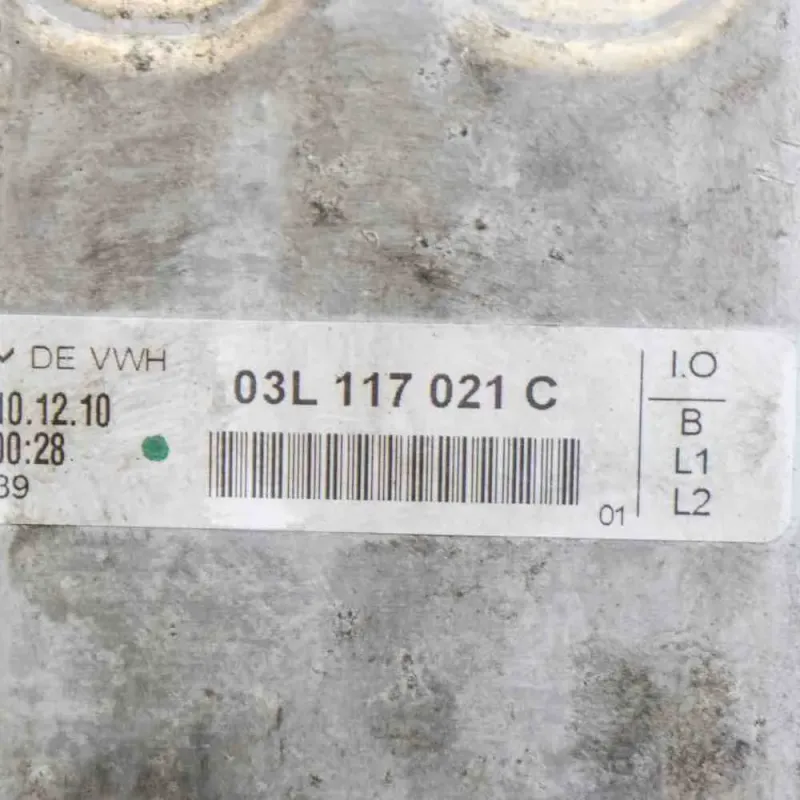 DE VWH
10.12.10
00:28
39
03L 117 021 C
01
I.O
B
L1
L2